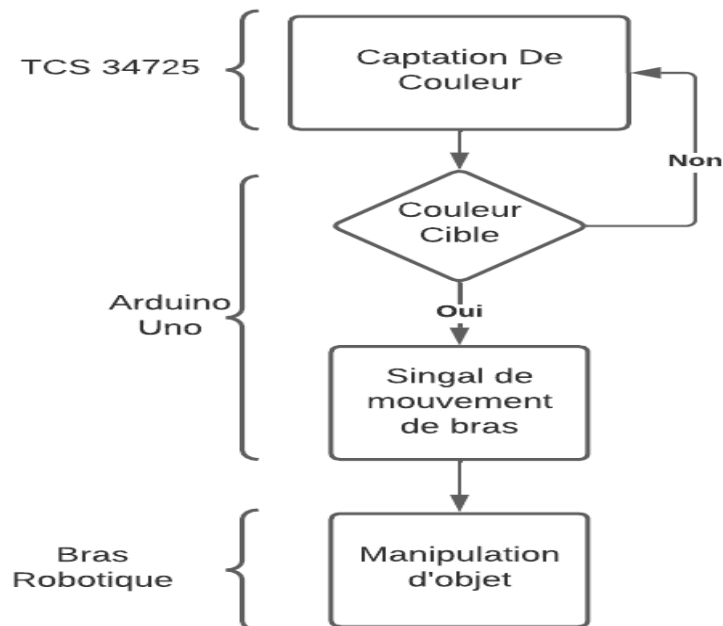 TCS 34725
Captation De
Couleur
Non
Couleur
Cible
Arduino
Uno
Oui
Singal de
mouvement
de bras
Bras
Robotique
Manipulation
d'objet